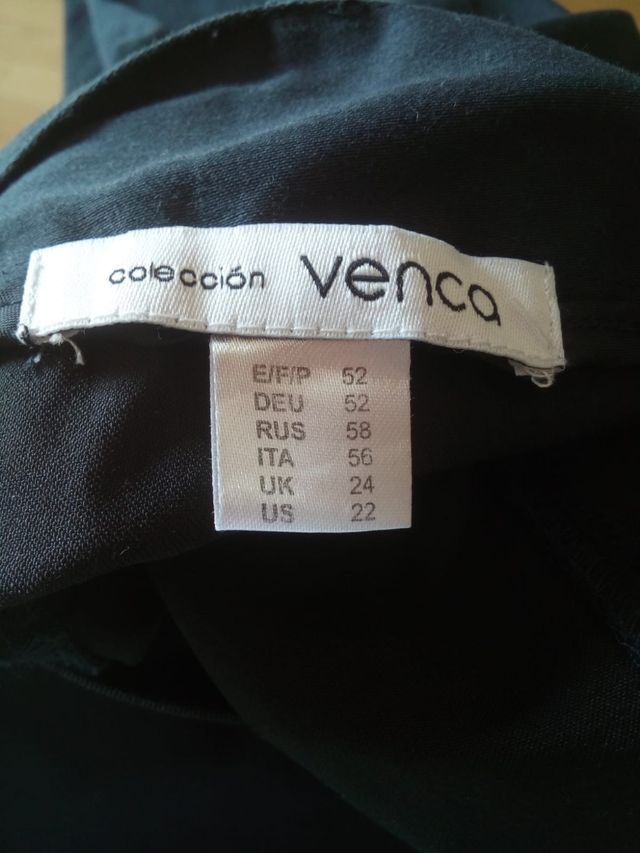 colección venca
E/F/P 52
DEU 52
RUS 58
ITA 56
UK 24
US 22